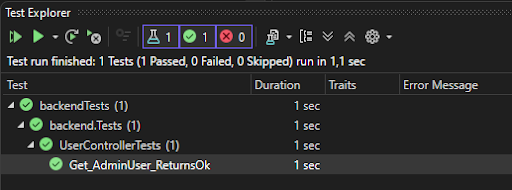 Test Explorer
1 1 0
Test run finished: 1 Tests (1 Passed, 0 Failed, 0 Skipped) run in 1,1 sec
Test Duration Traits Error Message
backendTests (1) 1 sec
backend.Tests (1) 1 sec
UserControllerTests (1) 1 sec
Get_AdminUser_ReturnsOk 1 sec